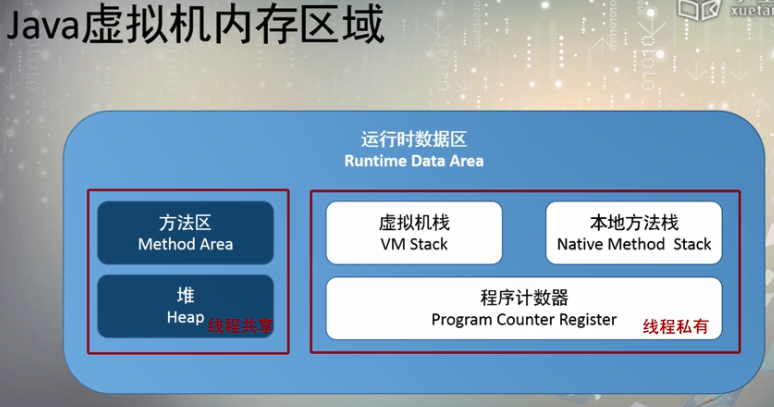 Java虚拟机内存区域
运行时数据区
Runtime Data Area
方法区
Method Area
堆
Heap
线程共享
虚拟机栈
VM Stack
本地方法栈
Native Method Stack
程序计数器
Program Counter Register
线程私有